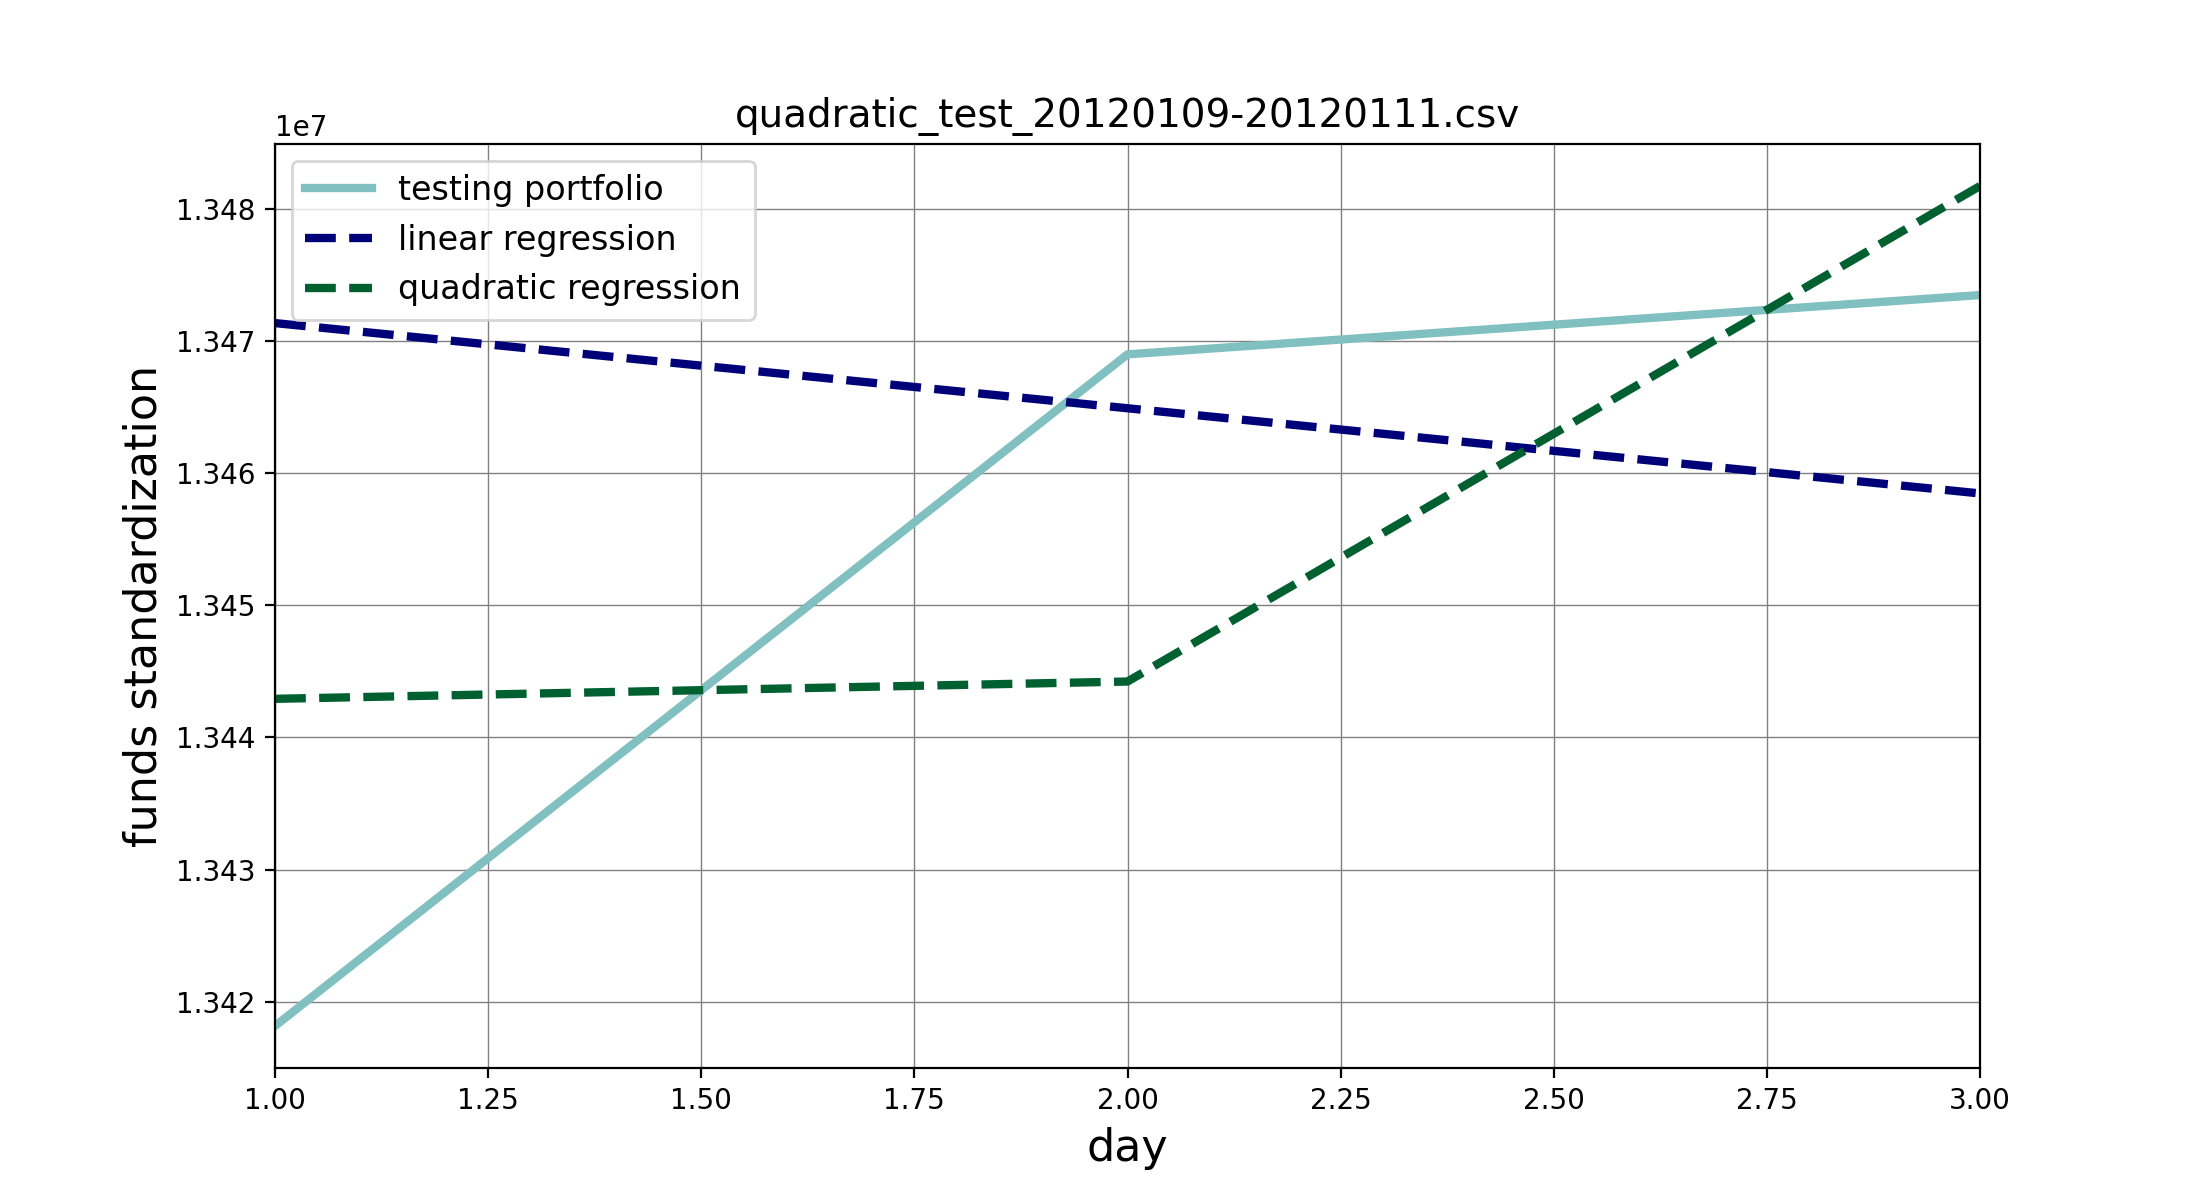 quadratic_test_20120109-20120111.csv
1e7
testing portfolio
linear regression
quadratic regression
funds standardization
1.348
1.347
1.346
1.345
1.344
1.343
1.342
1.00 1.25 1.50 1.75 2.00 2.25 2.50 2.75 3.00
day